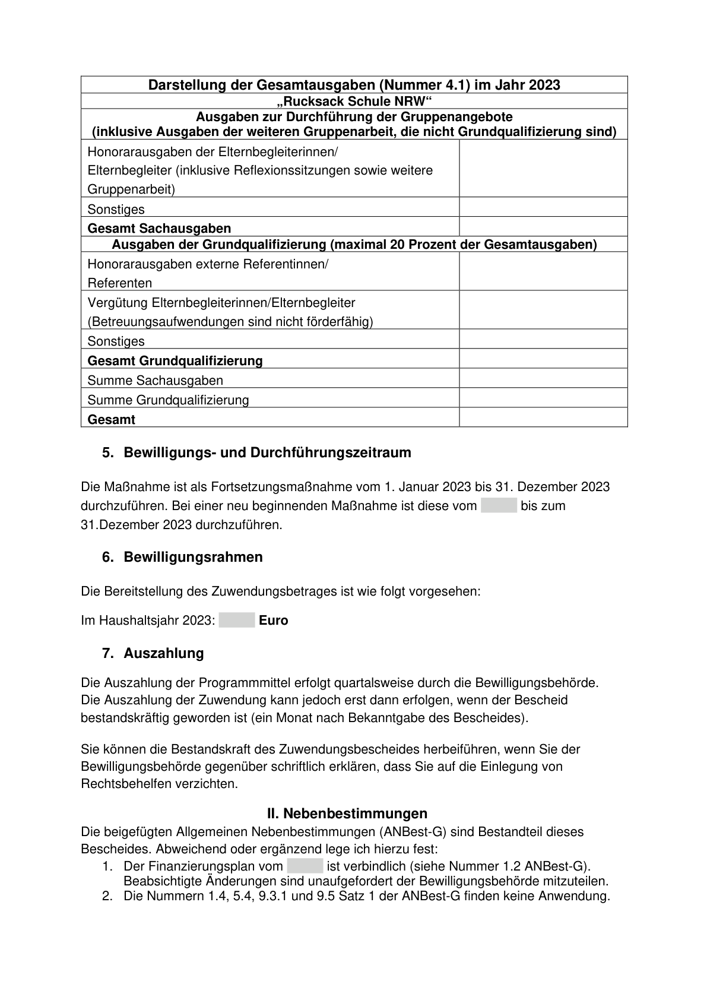 Darstellung der Gesamtausgaben (Nummer 4.1) im Jahr 2023
„Rucksack Schule NRW“
Ausgaben zur Durchführung der Gruppenangebote
(inklusive Ausgaben der weiteren Gruppenarbeit, die nicht Grundqualifizierung sind)
Honorarausgaben der Elternbegleiterinnen/
Elternbegleiter (inklusive Reflexionssitzungen sowie weitere
Gruppenarbeit)
Sonstiges
Gesamt Sachausgaben
Ausgaben der Grundqualifizierung (maximal 20 Prozent der Gesamtausgaben)
Honorarausgaben externe Referentinnen/
Referenten
Vergütung Elternbegleiterinnen/Elternbegleiter
(Betreuungsaufwendungen sind nicht förderfähig)
Sonstiges
Gesamt Grundqualifizierung
Summe Sachausgaben
Summe Grundqualifizierung
Gesamt
5. Bewilligungs- und Durchführungszeitraum
Die Maßnahme ist als Fortsetzungsmaßnahme vom 1. Januar 2023 bis 31. Dezember 2023
durchzuführen. Bei einer neu beginnenden Maßnahme ist diese vom bis zum
31.Dezember 2023 durchzuführen.
6. Bewilligungsrahmen
Die Bereitstellung des Zuwendungsbetrages ist wie folgt vorgesehen:
Im Haushaltsjahr 2023: Euro
7. Auszahlung
Die Auszahlung der Programmmittel erfolgt quartalsweise durch die Bewilligungsbehörde.
Die Auszahlung der Zuwendung kann jedoch erst dann erfolgen, wenn der Bescheid
bestandskräftig geworden ist (ein Monat nach Bekanntgabe des Bescheides).
Sie können die Bestandskraft des Zuwendungsbescheides herbeiführen, wenn Sie der
Bewilligungsbehörde gegenüber schriftlich erklären, dass Sie auf die Einlegung von
Rechtsbehelfen verzichten.
II. Nebenbestimmungen
Die beigefügten Allgemeinen Nebenbestimmungen (ANBest-G) sind Bestandteil dieses
Bescheides. Abweichend oder ergänzend lege ich hierzu fest:
1. Der Finanzierungsplan vom ist verbindlich (siehe Nummer 1.2 ANBest-G).
Beabsichtigte Änderungen sind unaufgefordert der Bewilligungsbehörde mitzuteilen.
2. Die Nummern 1.4, 5.4, 9.3.1 und 9.5 Satz 1 der ANBest-G finden keine Anwendung.